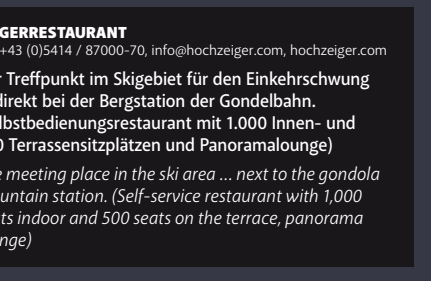 GERRESTAURANT
+43 (0)5414 / 87000-70, info@hochzeiger.com, hochzeiger.com
Treffpunkt im Skigebiet für den Einkehrschwung
direkt bei der Bergstation der Gondelbahn.
lbstbedienungsrestaurant mit 1.000 Innen- und
0 Terrassensitzplätzen und Panoramalounge)
e meeting place in the ski area ... next to the gondola
untain station. (Self-service restaurant with 1,000
ts indoor and 500 seats on the terrace, panorama
nge)